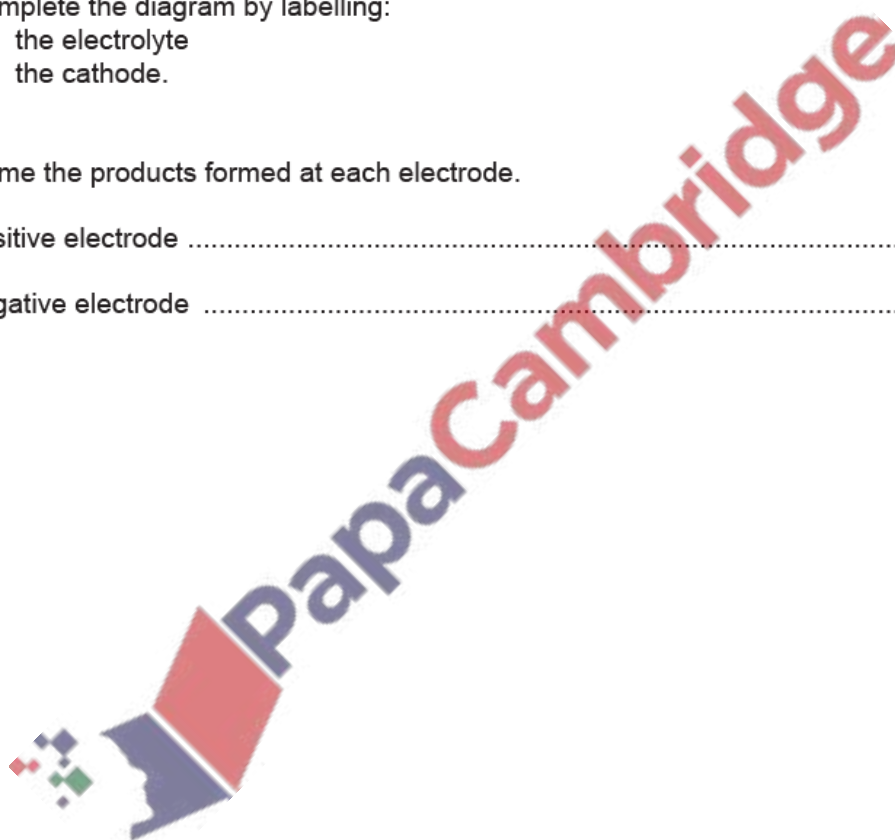 mplete the diagram by labelling:
the electrolyte
the cathode.
me the products formed at each electrode.
sitive electrode ..........................................................................................
gative electrode ..........................................................................................
PapaCambridge